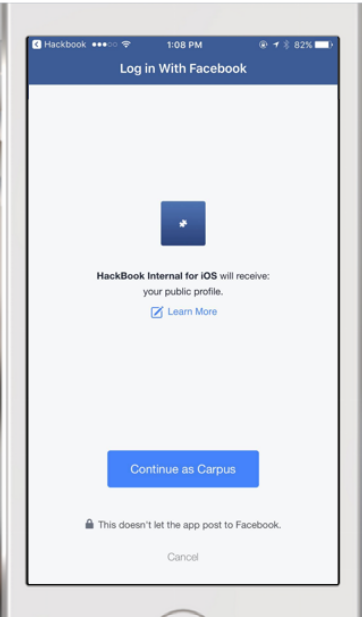 Hackbook 1:08 PM 82%
Log in With Facebook
HackBook Internal for iOS will receive:
your public profile.
Learn More
Continue as Carpus
This doesn't let the app post to Facebook.
Cancel